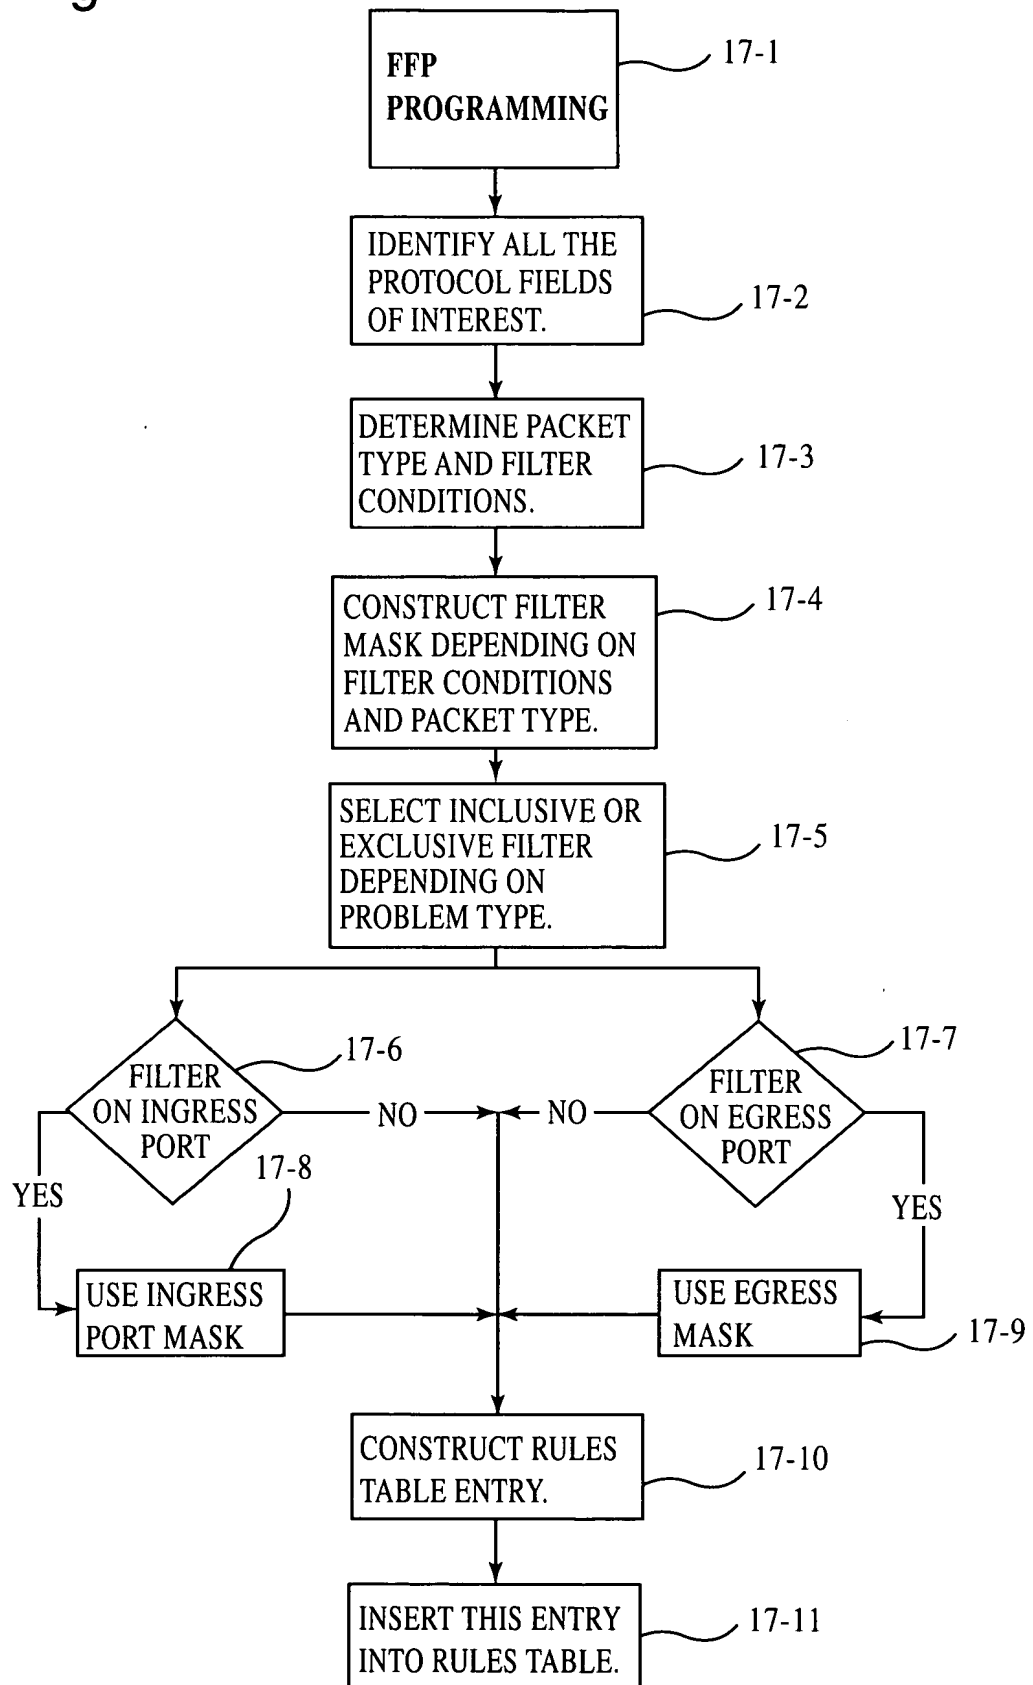 FFP
PROGRAMMING
17-1
IDENTIFY ALL THE
PROTOCOL FIELDS
OF INTEREST.
17-2
DETERMINE PACKET
TYPE AND FILTER
CONDITIONS.
17-3
CONSTRUCT FILTER
MASK DEPENDING ON
FILTER CONDITIONS
AND PACKET TYPE.
17-4
SELECT INCLUSIVE OR
EXCLUSIVE FILTER
DEPENDING ON
PROBLEM TYPE.
17-5
FILTER
ON INGRESS
PORT
17-6
NO
YES
FILTER
ON EGRESS
PORT
17-7
NO
YES
USE INGRESS
PORT MASK
17-8
USE EGRESS
MASK
17-9
CONSTRUCT RULES
TABLE ENTRY.
17-10
INSERT THIS ENTRY
INTO RULES TABLE.
17-11